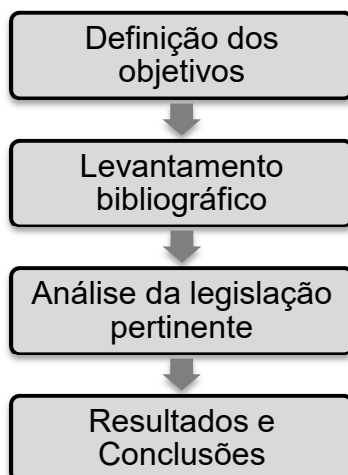 Definição dos
objetivos
Levantamento
bibliográfico
Análise da legislação
pertinente
Resultados e
Conclusões